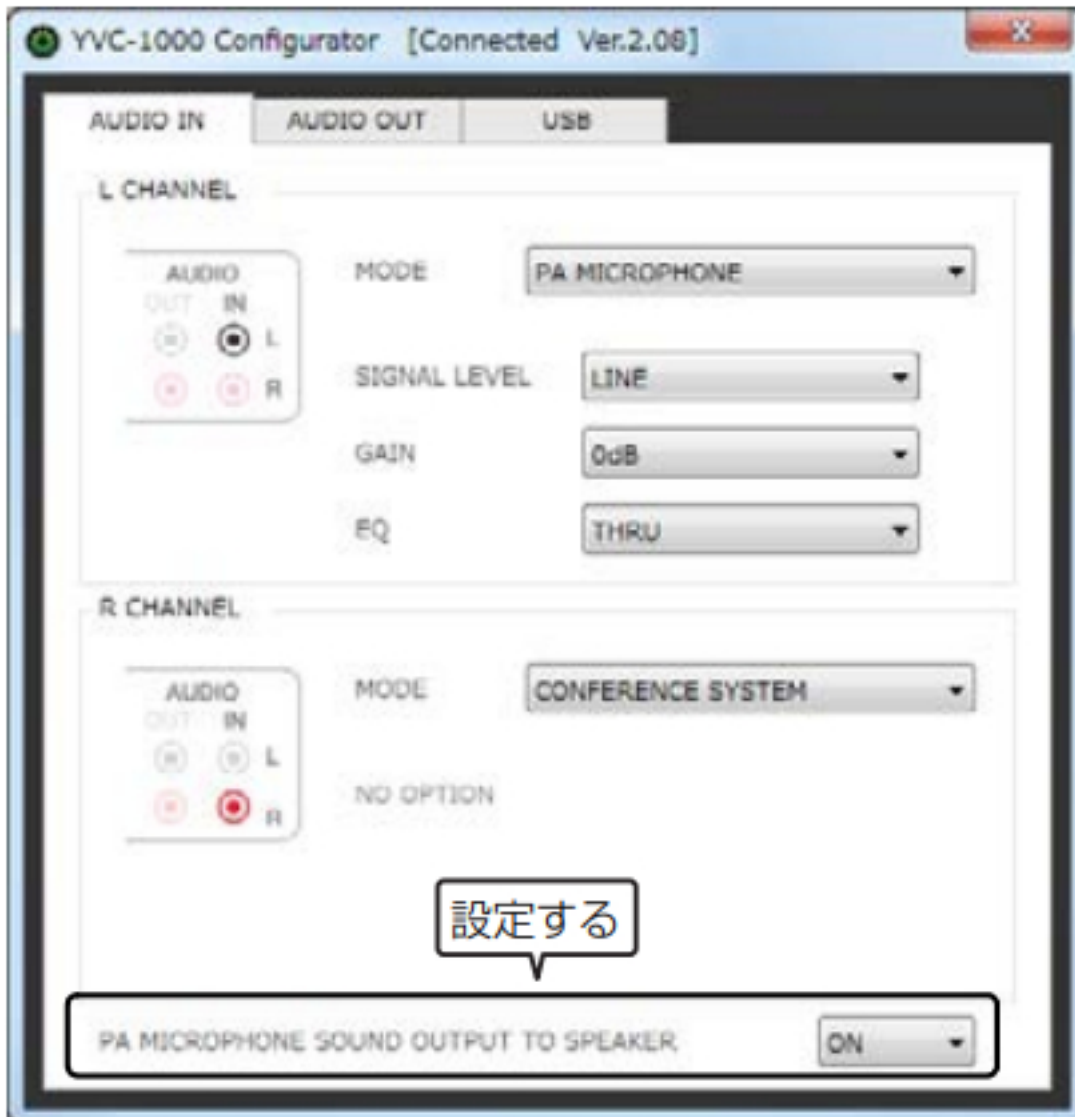 YVC-1000 Configurator [Connected Ver.2.08]
AUDIO IN
AUDIO OUT
USB
L CHANNEL
AUDIO
OUT IN
L
R
MODE
PA MICROPHONE
SIGNAL LEVEL
LINE
GAIN
0dB
EQ
THRU
R CHANNEL
AUDIO
OUT IN
L
R
MODE
CONFERENCE SYSTEM
NO OPTION
設定する
PA MICROPHONE SOUND OUTPUT TO SPEAKER
ON